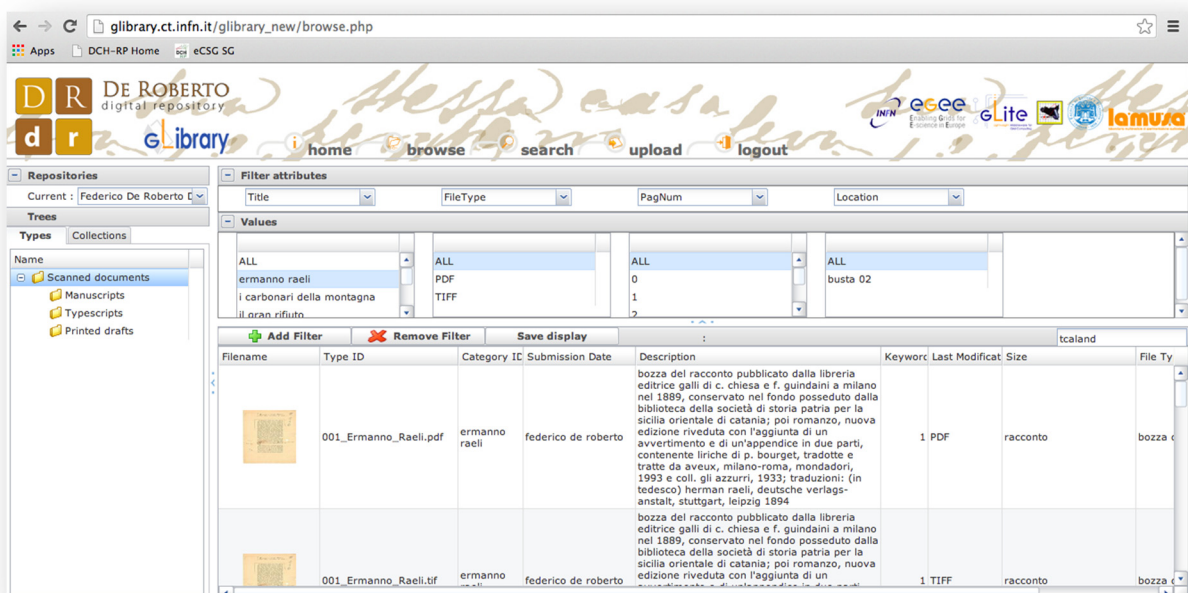 glibrary.ct.infn.it/glibrary_new/browse.php
Apps DCH-RP Home eCSG SG
D R DE ROBERTO
digital repository
d r gLibrary
Stessa casa
INFN egee Enabling Grids for E-science in Europe gLite lamusa
home browse search upload logout
Repositories
Current : Federico De Roberto D
Trees
Types Collections
Name
Scanned documents
Manuscripts
Typescripts
Printed drafts
Filter attributes
Title FileType PagNum Location
Values
ALL ALL ALL ALL
ermanno raeli PDF 0 busta 02
i carbonari della montagna TIFF 1
il gran rifiuto 2
Add Filter Remove Filter Save display : tcaland
Filename Type ID Category ID Submission Date Description Keyword Last Modificat Size File Ty
001_Ermanno_Raeli.pdf
ermanno
raeli
federico de roberto
bozza del racconto pubblicato dalla libreria
editrice galli di c. chiesa e f. guindaini a milano
nel 1889, conservato nel fondo posseduto dalla
biblioteca della società di storia patria per la
sicilia orientale di catania; poi romanzo, nuova
edizione riveduta con l'aggiunta di un
avvertimento e di un'appendice in due parti,
contenente liriche di p. bourget, tradotte e
tratte da aveux, milano-roma, mondadori,
1993 e coll. gli azzurri, 1933; traduzioni: (in
tedesco) herman raeli, deutsche verlags-
anstalt, stuttgart, leipzig 1894
1 PDF racconto bozza
001_Ermanno_Raeli.tif
ermanno
raeli
federico de roberto
bozza del racconto pubblicato dalla libreria
editrice galli di c. chiesa e f. guindaini a milano
nel 1889, conservato nel fondo posseduto dalla
biblioteca della società di storia patria per la
sicilia orientale di catania; poi romanzo, nuova
edizione riveduta con l'aggiunta di un
avvertimento e di un'appendice in due parti
1 TIFF racconto bozza